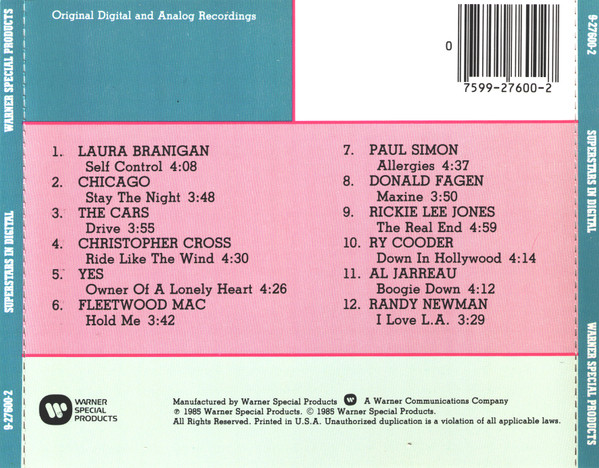 Original Digital and Analog Recordings
0
7599-27600-2
1. LAURA BRANIGAN
Self Control 4:08
2. CHICAGO
Stay The Night 3:48
3. THE CARS
Drive 3:55
4. CHRISTOPHER CROSS
Ride Like The Wind 4:30
5. YES
Owner Of A Lonely Heart 4:26
6. FLEETWOOD MAC
Hold Me 3:42
7. PAUL SIMON
Allergies 4:37
8. DONALD FAGEN
Maxine 3:50
9. RICKIE LEE JONES
The Real End 4:59
10. RY COODER
Down In Hollywood 4:14
11. AL JARREAU
Boogie Down 4:12
12. RANDY NEWMAN
I Love L.A. 3:29
WARNER
SPECIAL
PRODUCTS
Manufactured by Warner Special Products A Warner Communications Company
℗ 1985 Warner Special Products. © 1985 Warner Special Products.
All Rights Reserved. Printed in U.S.A. Unauthorized duplication is a violation of all applicable laws.
9-27600-2 SUPERSTARS IN DIGITAL WARNER SPECIAL PRODUCTS
9-27600-2 SUPERSTARS IN DIGITAL WARNER SPECIAL PRODUCTS